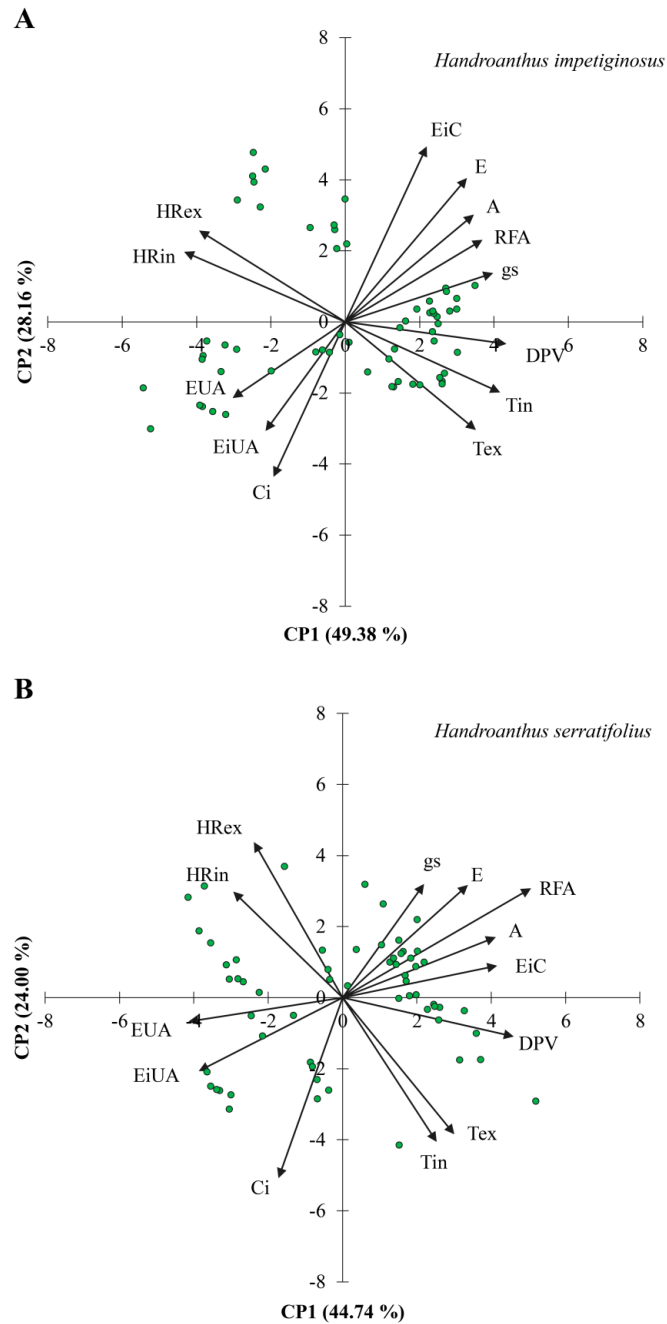 A
8
Handroanthus impetiginosus
6
EiC
E
4
A
HRex
RFA
HRin
2
gs
CP2 (28.16 %)
0
-8
-6
-4
-2
0
2
4
6
8
DPV
EUA
-2
Tin
EiUA
Tex
Ci
-4
-6
-8
CP1 (49.38 %)
B
8
Handroanthus serratifolius
6
HRex
4
gs
E
HRin
RFA
2
A
EiC
CP2 (24.00 %)
0
-8
-6
-4
-2
0
2
4
6
8
EUA
DPV
EiUA
-2
Tex
-4
Tin
Ci
-6
-8
CP1 (44.74 %)